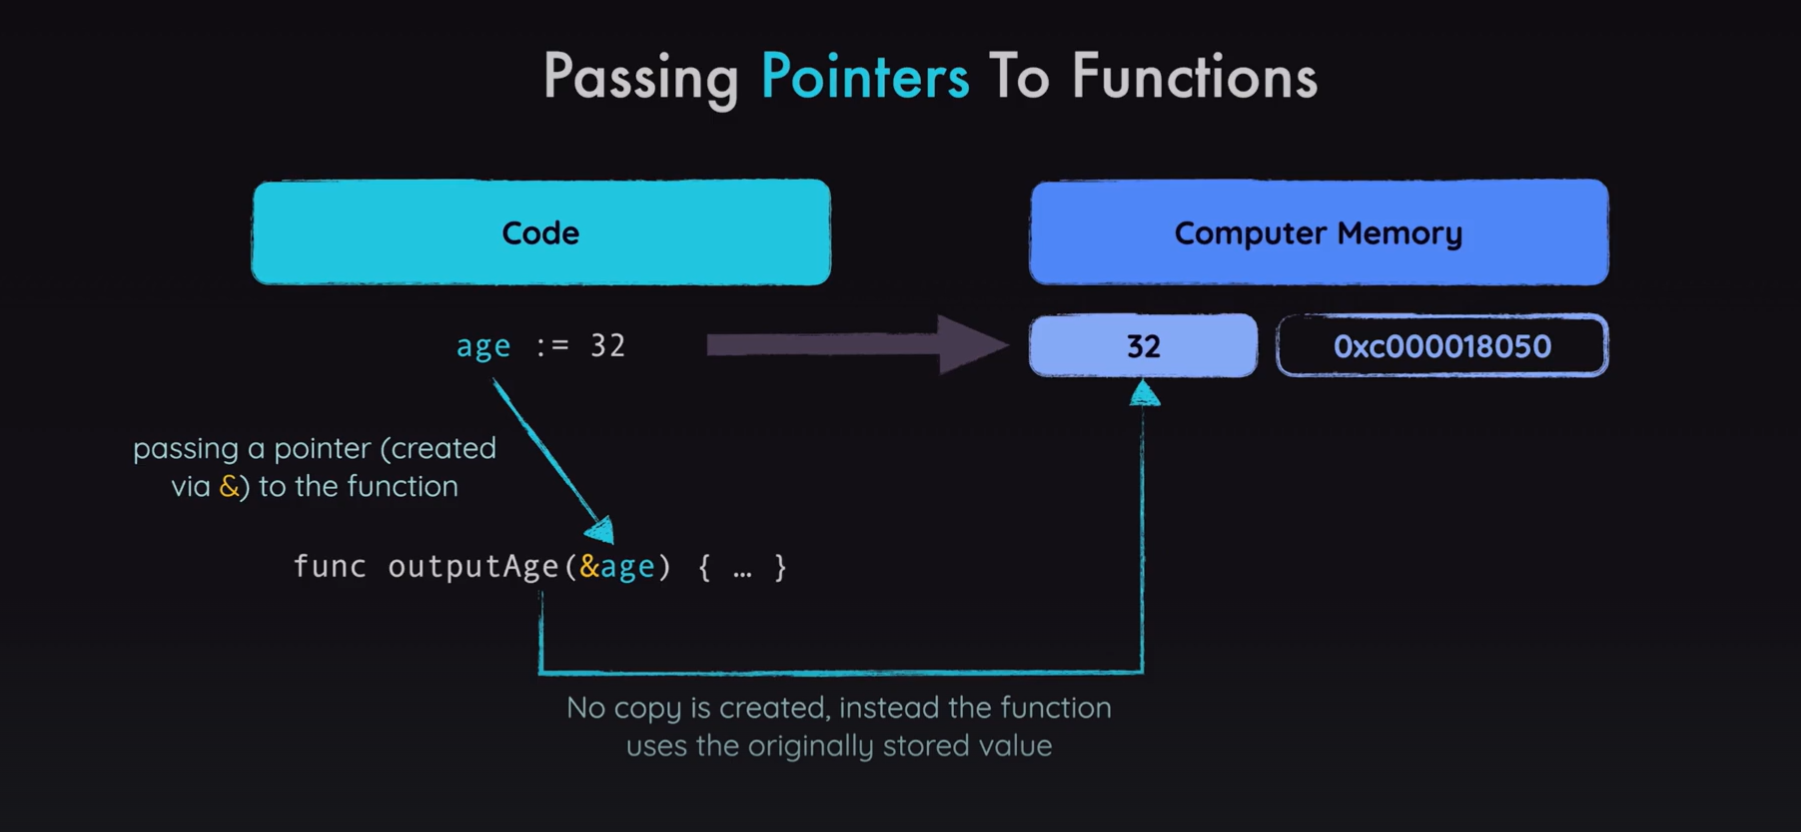 Passing Pointers To Functions
Code
Computer Memory
age := 32
32
0xc000018050
passing a pointer (created
via &) to the function
func outputAge(&age) { … }
No copy is created, instead the function
uses the originally stored value